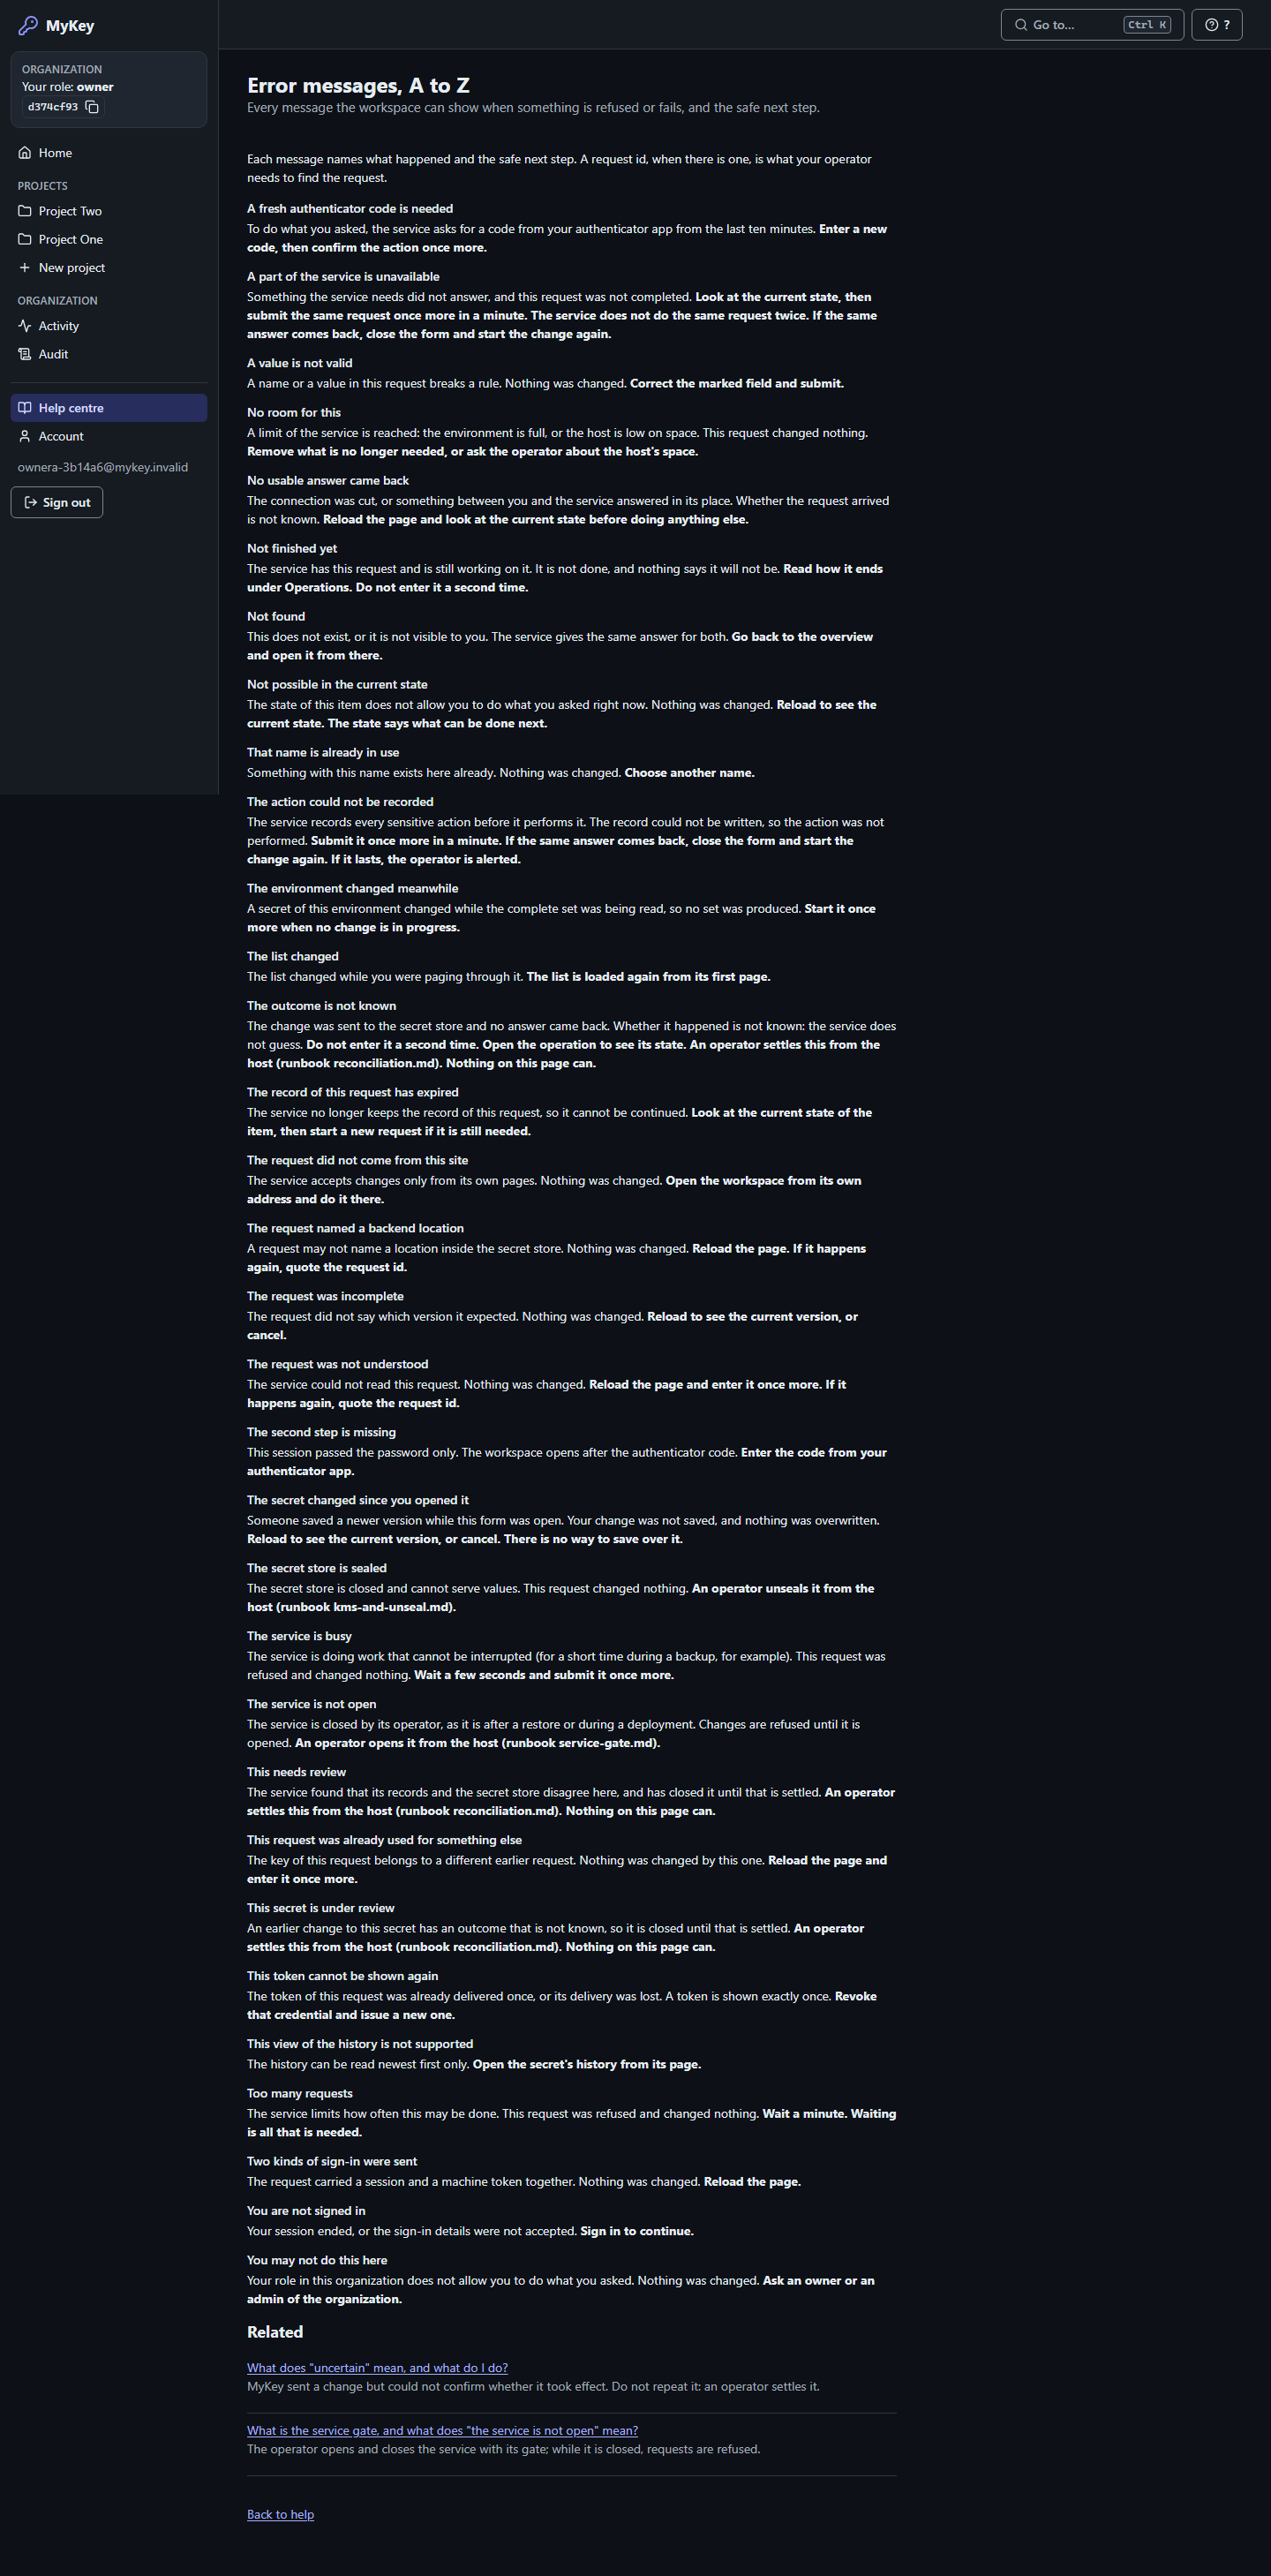 MyKey
ORGANIZATION
Your role: owner
d374cf93
Home
PROJECTS
Project Two
Project One
New project
ORGANIZATION
Activity
Audit
Help centre
Account
ownera-3b14a6@mykey.invalid
Sign out
Go to...
Ctrl K
?
Error messages, A to Z
Every message the workspace can show when something is refused or fails, and the safe next step.
Each message names what happened and the safe next step. A request id, when there is one, is what your operator
needs to find the request.
A fresh authenticator code is needed
To do what you asked, the service asks for a code from your authenticator app from the last ten minutes. Enter a new
code, then confirm the action once more.
A part of the service is unavailable
Something the service needs did not answer, and this request was not completed. Look at the current state, then
submit the same request once more in a minute. The service does not do the same request twice. If the same
answer comes back, close the form and start the change again.
A value is not valid
A name or a value in this request breaks a rule. Nothing was changed. Correct the marked field and submit.
No room for this
A limit of the service is reached: the environment is full, or the host is low on space. This request changed nothing.
Remove what is no longer needed, or ask the operator about the host's space.
No usable answer came back
The connection was cut, or something between you and the service answered in its place. Whether the request arrived
is not known. Reload the page and look at the current state before doing anything else.
Not finished yet
The service has this request and is still working on it. It is not done, and nothing says it will not be. Read how it ends
under Operations. Do not enter it a second time.
Not found
This does not exist, or it is not visible to you. The service gives the same answer for both. Go back to the overview
and open it from there.
Not possible in the current state
The state of this item does not allow you to do what you asked right now. Nothing was changed. Reload to see the
current state. The state says what can be done next.
That name is already in use
Something with this name exists here already. Nothing was changed. Choose another name.
The action could not be recorded
The service records every sensitive action before it performs it. The record could not be written, so the action was not
performed. Submit it once more in a minute. If the same answer comes back, close the form and start the
change again. If it lasts, the operator is alerted.
The environment changed meanwhile
A secret of this environment changed while the complete set was being read, so no set was produced. Start it once
more when no change is in progress.
The list changed
The list changed while you were paging through it. The list is loaded again from its first page.
The outcome is not known
The change was sent to the secret store and no answer came back. Whether it happened is not known: the service does
not guess. Do not enter it a second time. Open the operation to see its state. An operator settles this from the
host (runbook reconciliation.md). Nothing on this page can.
The record of this request has expired
The service no longer keeps the record of this request, so it cannot be continued. Look at the current state of the
item, then start a new request if it is still needed.
The request did not come from this site
The service accepts changes only from its own pages. Nothing was changed. Open the workspace from its own
address and do it there.
The request named a backend location
A request may not name a location inside the secret store. Nothing was changed. Reload the page. If it happens
again, quote the request id.
The request was incomplete
The request did not say which version it expected. Nothing was changed. Reload to see the current version, or
cancel.
The request was not understood
The service could not read this request. Nothing was changed. Reload the page and enter it once more. If it
happens again, quote the request id.
The second step is missing
This session passed the password only. The workspace opens after the authenticator code. Enter the code from your
authenticator app.
The secret changed since you opened it
Someone saved a newer version while this form was open. Your change was not saved, and nothing was overwritten.
Reload to see the current version, or cancel. There is no way to save over it.
The secret store is sealed
The secret store is closed and cannot serve values. This request changed nothing. An operator unseals it from the
host (runbook kms-and-unseal.md).
The service is busy
The service is doing work that cannot be interrupted (for a short time during a backup, for example). This request was
refused and changed nothing. Wait a few seconds and submit it once more.
The service is not open
The service is closed by its operator, as it is after a restore or during a deployment. Changes are refused until it is
opened. An operator opens it from the host (runbook service-gate.md).
This needs review
The service found that its records and the secret store disagree here, and has closed it until that is settled. An operator
settles this from the host (runbook reconciliation.md). Nothing on this page can.
This request was already used for something else
The key of this request belongs to a different earlier request. Nothing was changed by this one. Reload the page and
enter it once more.
This secret is under review
An earlier change to this secret has an outcome that is not known, so it is closed until that is settled. An operator
settles this from the host (runbook reconciliation.md). Nothing on this page can.
This token cannot be shown again
The token of this request was already delivered once, or its delivery was lost. A token is shown exactly once. Revoke
that credential and issue a new one.
This view of the history is not supported
The history can be read newest first only. Open the secret's history from its page.
Too many requests
The service limits how often this may be done. This request was refused and changed nothing. Wait a minute. Waiting
is all that is needed.
Two kinds of sign-in were sent
The request carried a session and a machine token together. Nothing was changed. Reload the page.
You are not signed in
Your session ended, or the sign-in details were not accepted. Sign in to continue.
You may not do this here
Your role in this organization does not allow you to do what you asked. Nothing was changed. Ask an owner or an
admin of the organization.
Related
What does "uncertain" mean, and what do I do?
MyKey sent a change but could not confirm whether it took effect. Do not repeat it: an operator settles it.
What is the service gate, and what does "the service is not open" mean?
The operator opens and closes the service with its gate; while it is closed, requests are refused.
Back to help